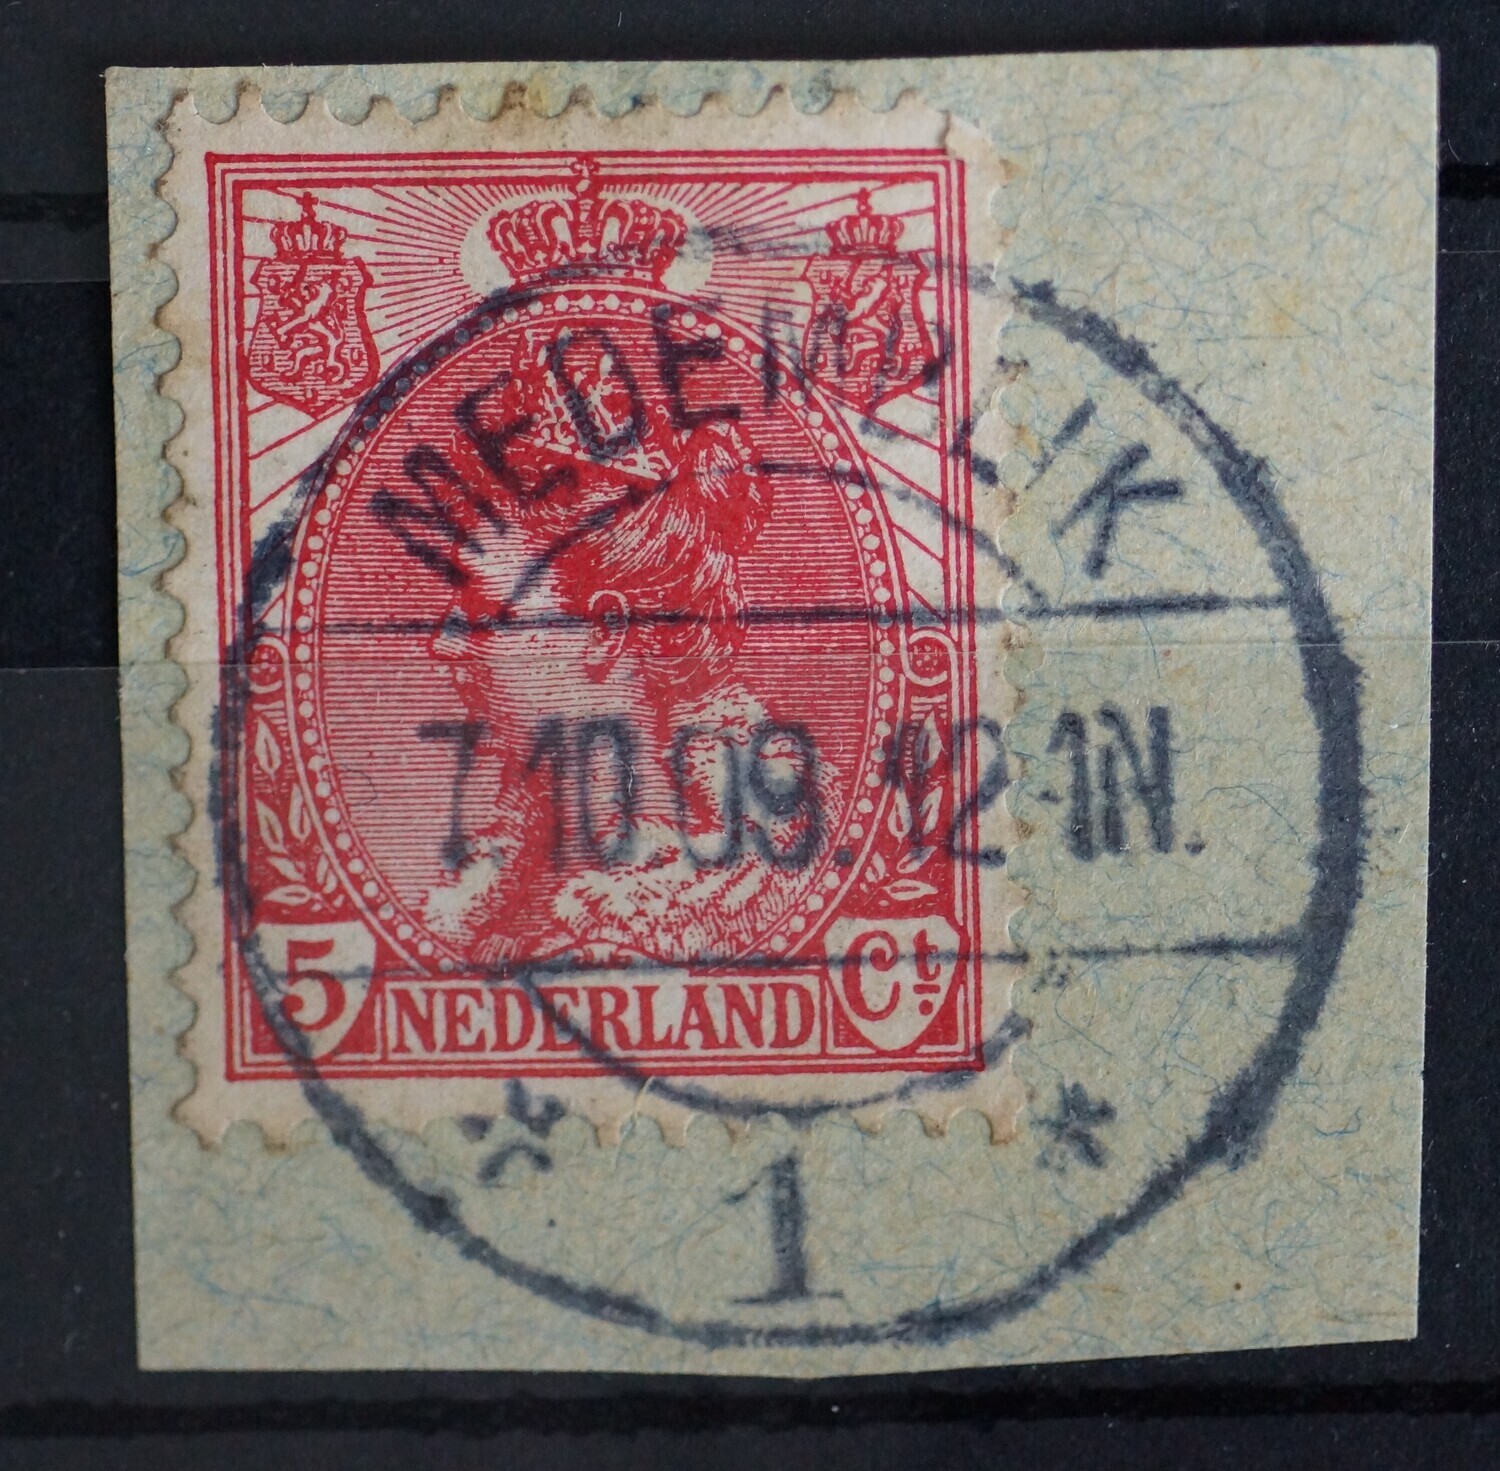 MEDEMBLIK
7.10.09. 12-1N.
5 NEDERLAND Ct.
* 1 *